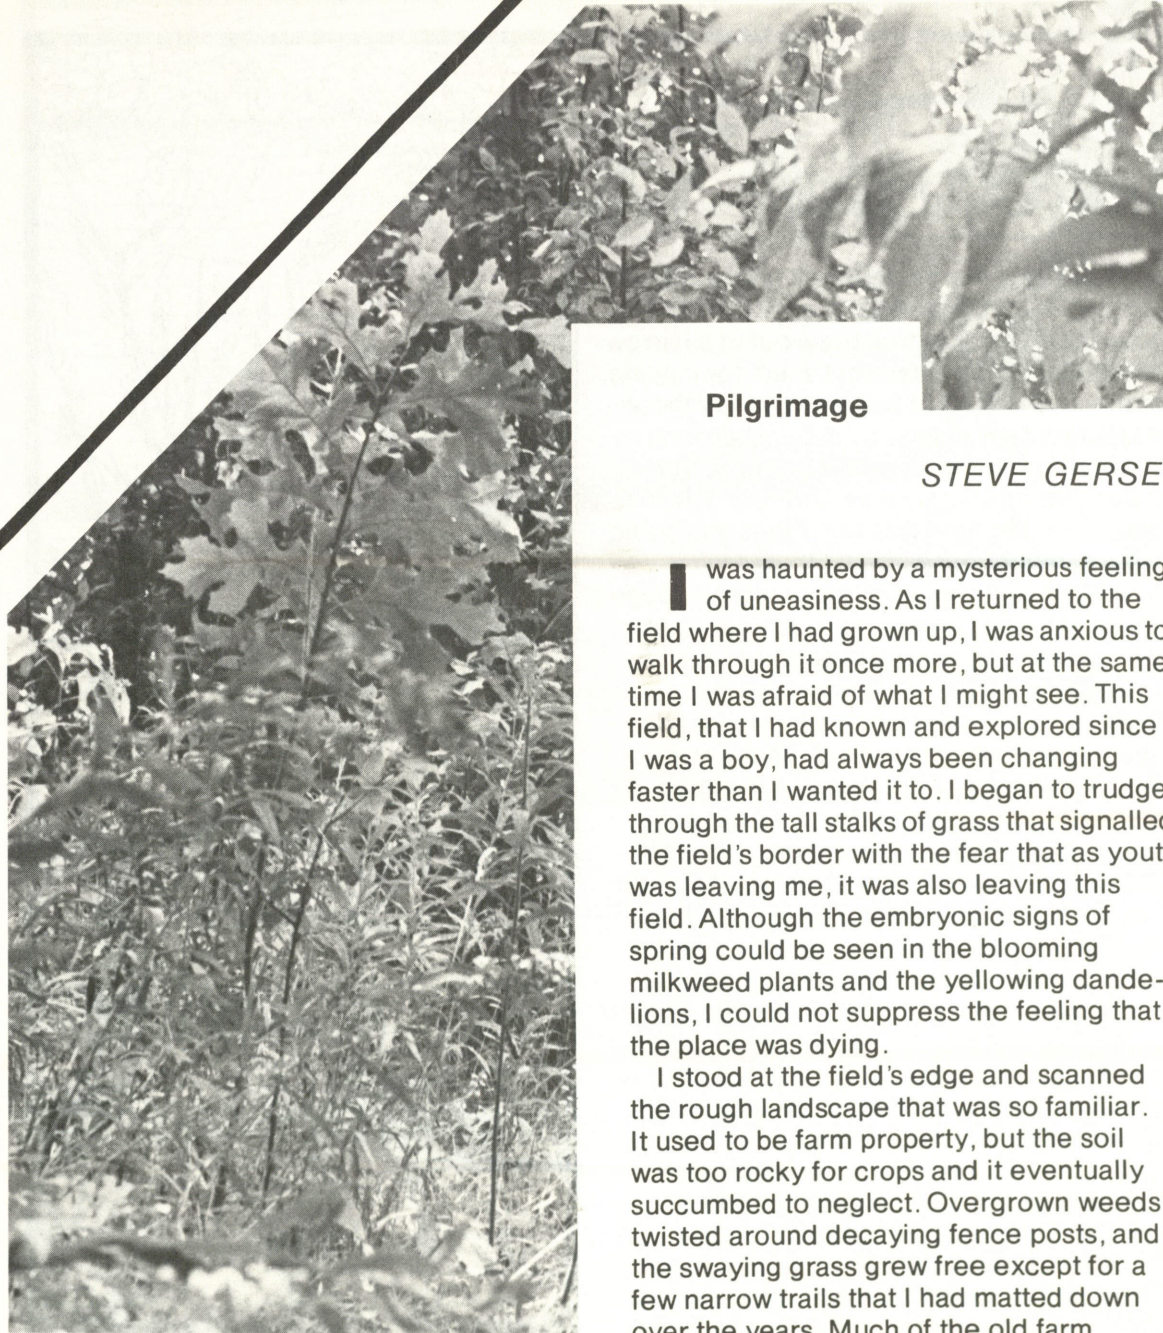 Pilgrimage
STEVE GERSE
I was haunted by a mysterious feeling
of uneasiness. As I returned to the
field where I had grown up, I was anxious to
walk through it once more, but at the same
time I was afraid of what I might see. This
field, that I had known and explored since
I was a boy, had always been changing
faster than I wanted it to. I began to trudge
through the tall stalks of grass that signalled
the field's border with the fear that as yout
was leaving me, it was also leaving this
field. Although the embryonic signs of
spring could be seen in the blooming
milkweed plants and the yellowing dande-
lions, I could not suppress the feeling that
the place was dying.
I stood at the field's edge and scanned
the rough landscape that was so familiar.
It used to be farm property, but the soil
was too rocky for crops and it eventually
succumbed to neglect. Overgrown weeds
twisted around decaying fence posts, and
the swaying grass grew free except for a
few narrow trails that I had matted down
over the years. Much of the old farm